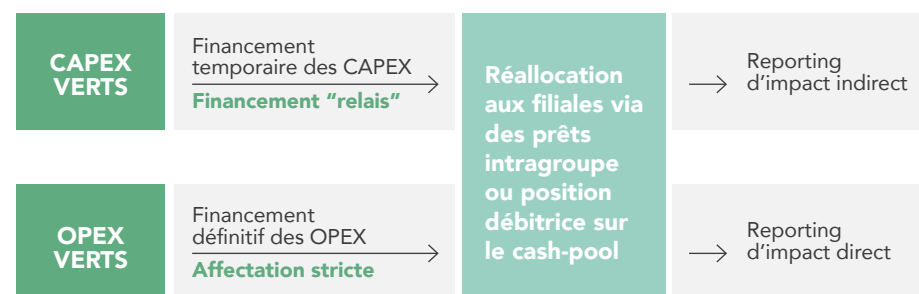 CAPEX
VERTS
Financement
temporaire des CAPEX
Financement “relais”
Réallocation
aux filiales via
des prêts
intragroupe
ou position
débitrice sur
le cash-pool
Reporting
d’impact indirect
OPEX
VERTS
Financement
définitif des OPEX
Affectation stricte
Reporting
d’impact direct